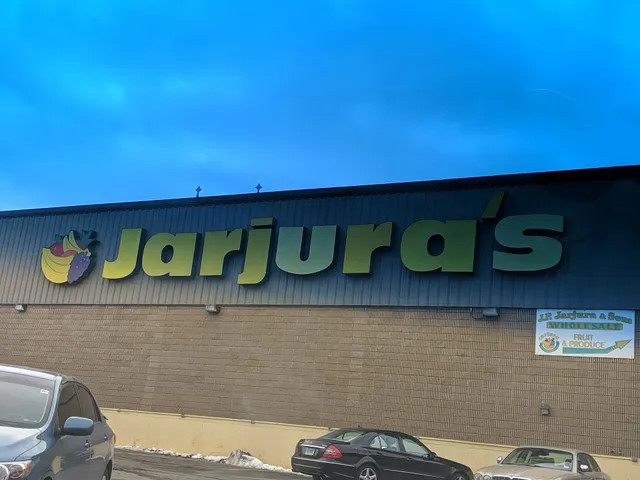 Jarjura's
J.P. Jarjura & Sons
WHOLESALE
FRUIT
& PRODUCE